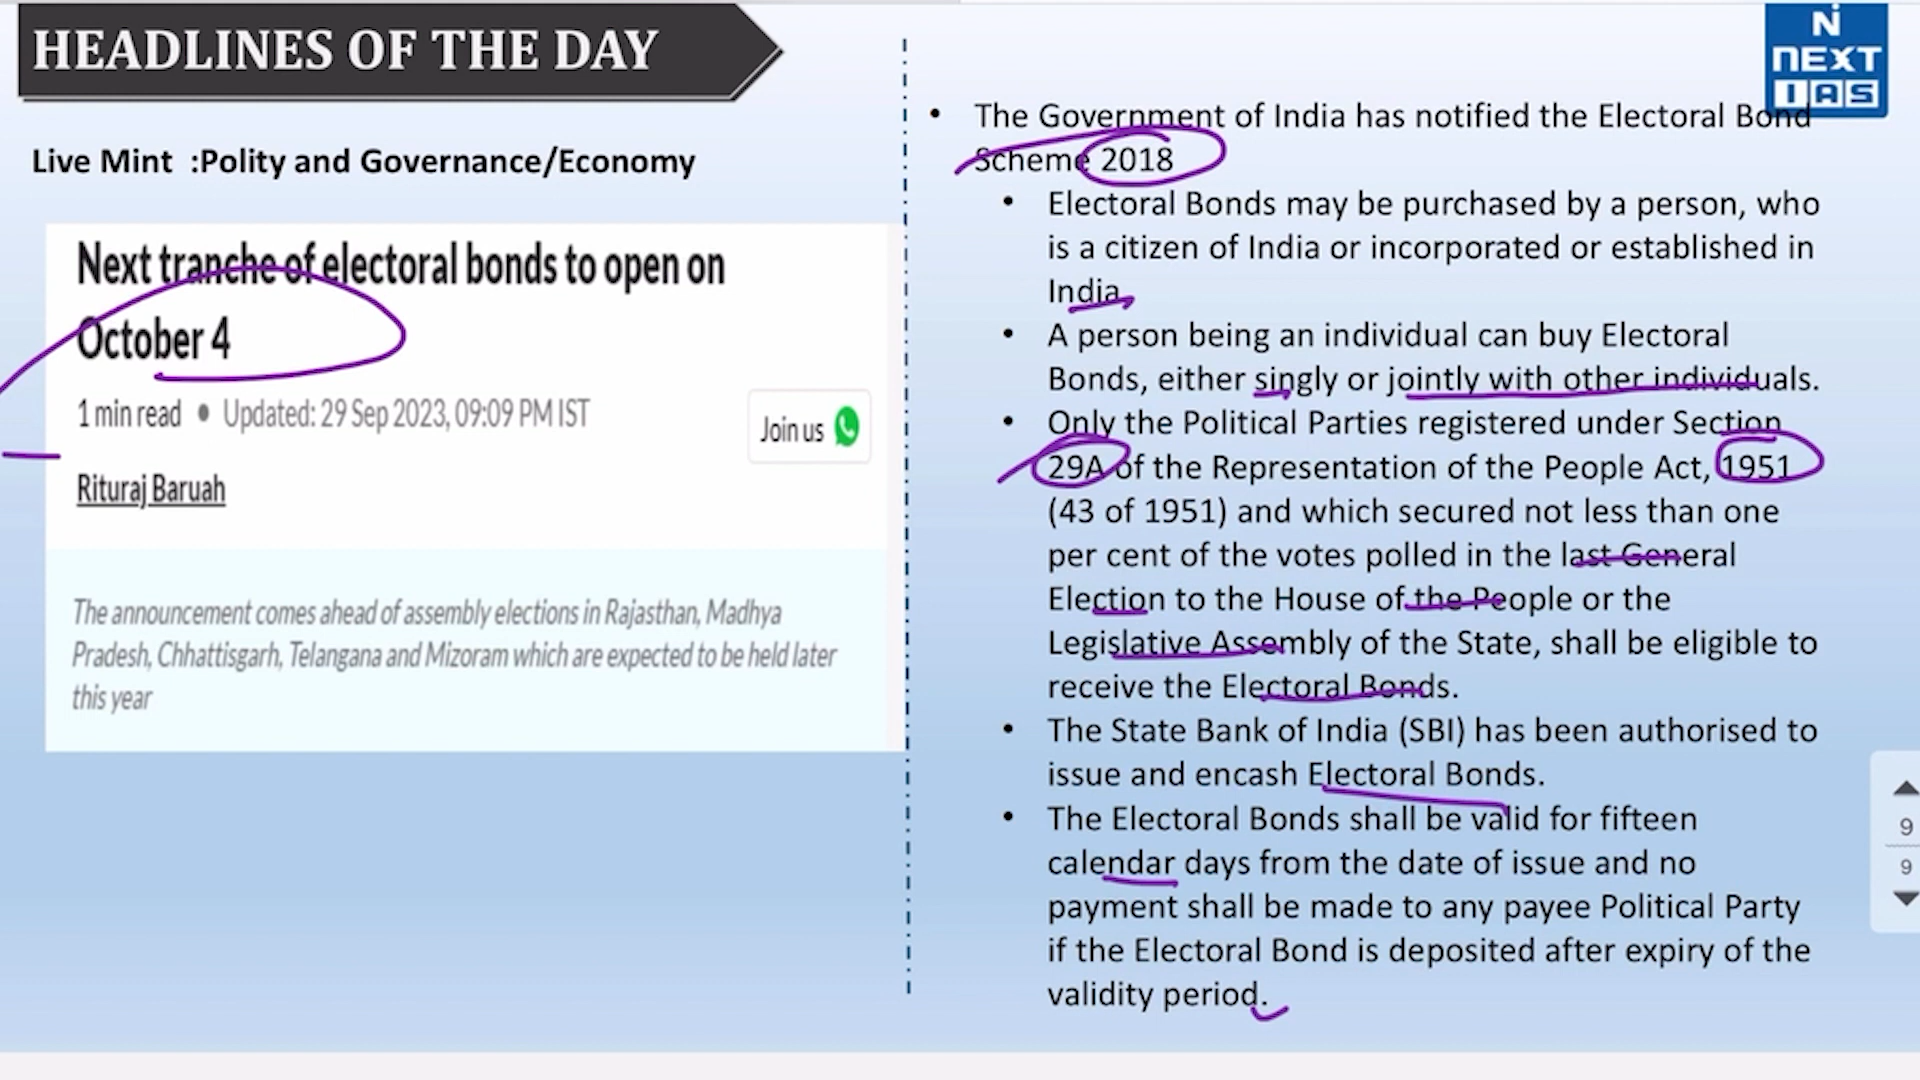 HEADLINES OF THE DAY
Live Mint :Polity and Governance/Economy
Next tranche of electoral bonds to open on
October 4
1 min read • Updated: 29 Sep 2023, 09:09 PM IST
Join us
Rituraj Baruah
The announcement comes ahead of assembly elections in Rajasthan, Madhya
Pradesh, Chhattisgarh, Telangana and Mizoram which are expected to be held later
this year
N
NEXT
IAS
• The Government of India has notified the Electoral Bond
Scheme 2018
• Electoral Bonds may be purchased by a person, who
is a citizen of India or incorporated or established in
India.
• A person being an individual can buy Electoral
Bonds, either singly or jointly with other individuals.
• Only the Political Parties registered under Section
29A of the Representation of the People Act, 1951
(43 of 1951) and which secured not less than one
per cent of the votes polled in the last General
Election to the House of the People or the
Legislative Assembly of the State, shall be eligible to
receive the Electoral Bonds.
• The State Bank of India (SBI) has been authorised to
issue and encash Electoral Bonds.
• The Electoral Bonds shall be valid for fifteen
calendar days from the date of issue and no
payment shall be made to any payee Political Party
if the Electoral Bond is deposited after expiry of the
validity period.
9
9